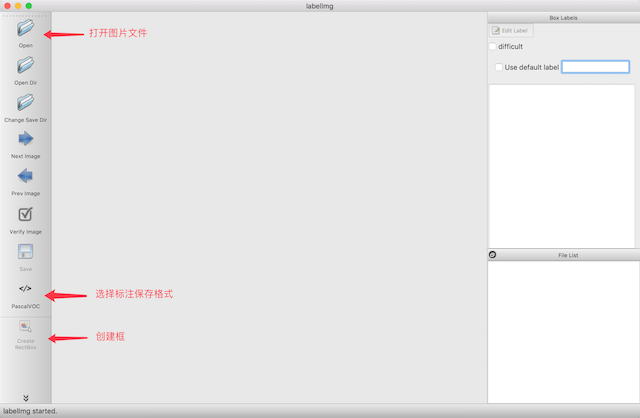 labelImg
Open
打开图片文件
Open Dir
Change Save Dir
Next Image
Prev Image
Verify Image
Save
</>
PascalVOC
选择标注保存格式
Create
RectBox
创建框
Box Labels
Edit Label
difficult
Use default label
File List
labelImg started.